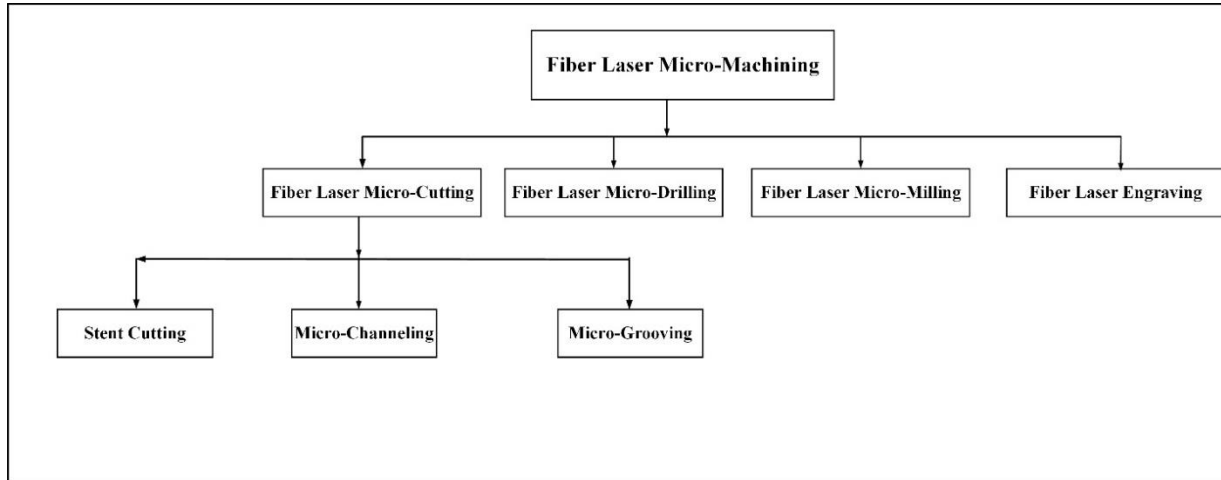 Fiber Laser Micro-Machining
Fiber Laser Micro-Cutting
Fiber Laser Micro-Drilling
Fiber Laser Micro-Milling
Fiber Laser Engraving
Stent Cutting
Micro-Channeling
Micro-Grooving